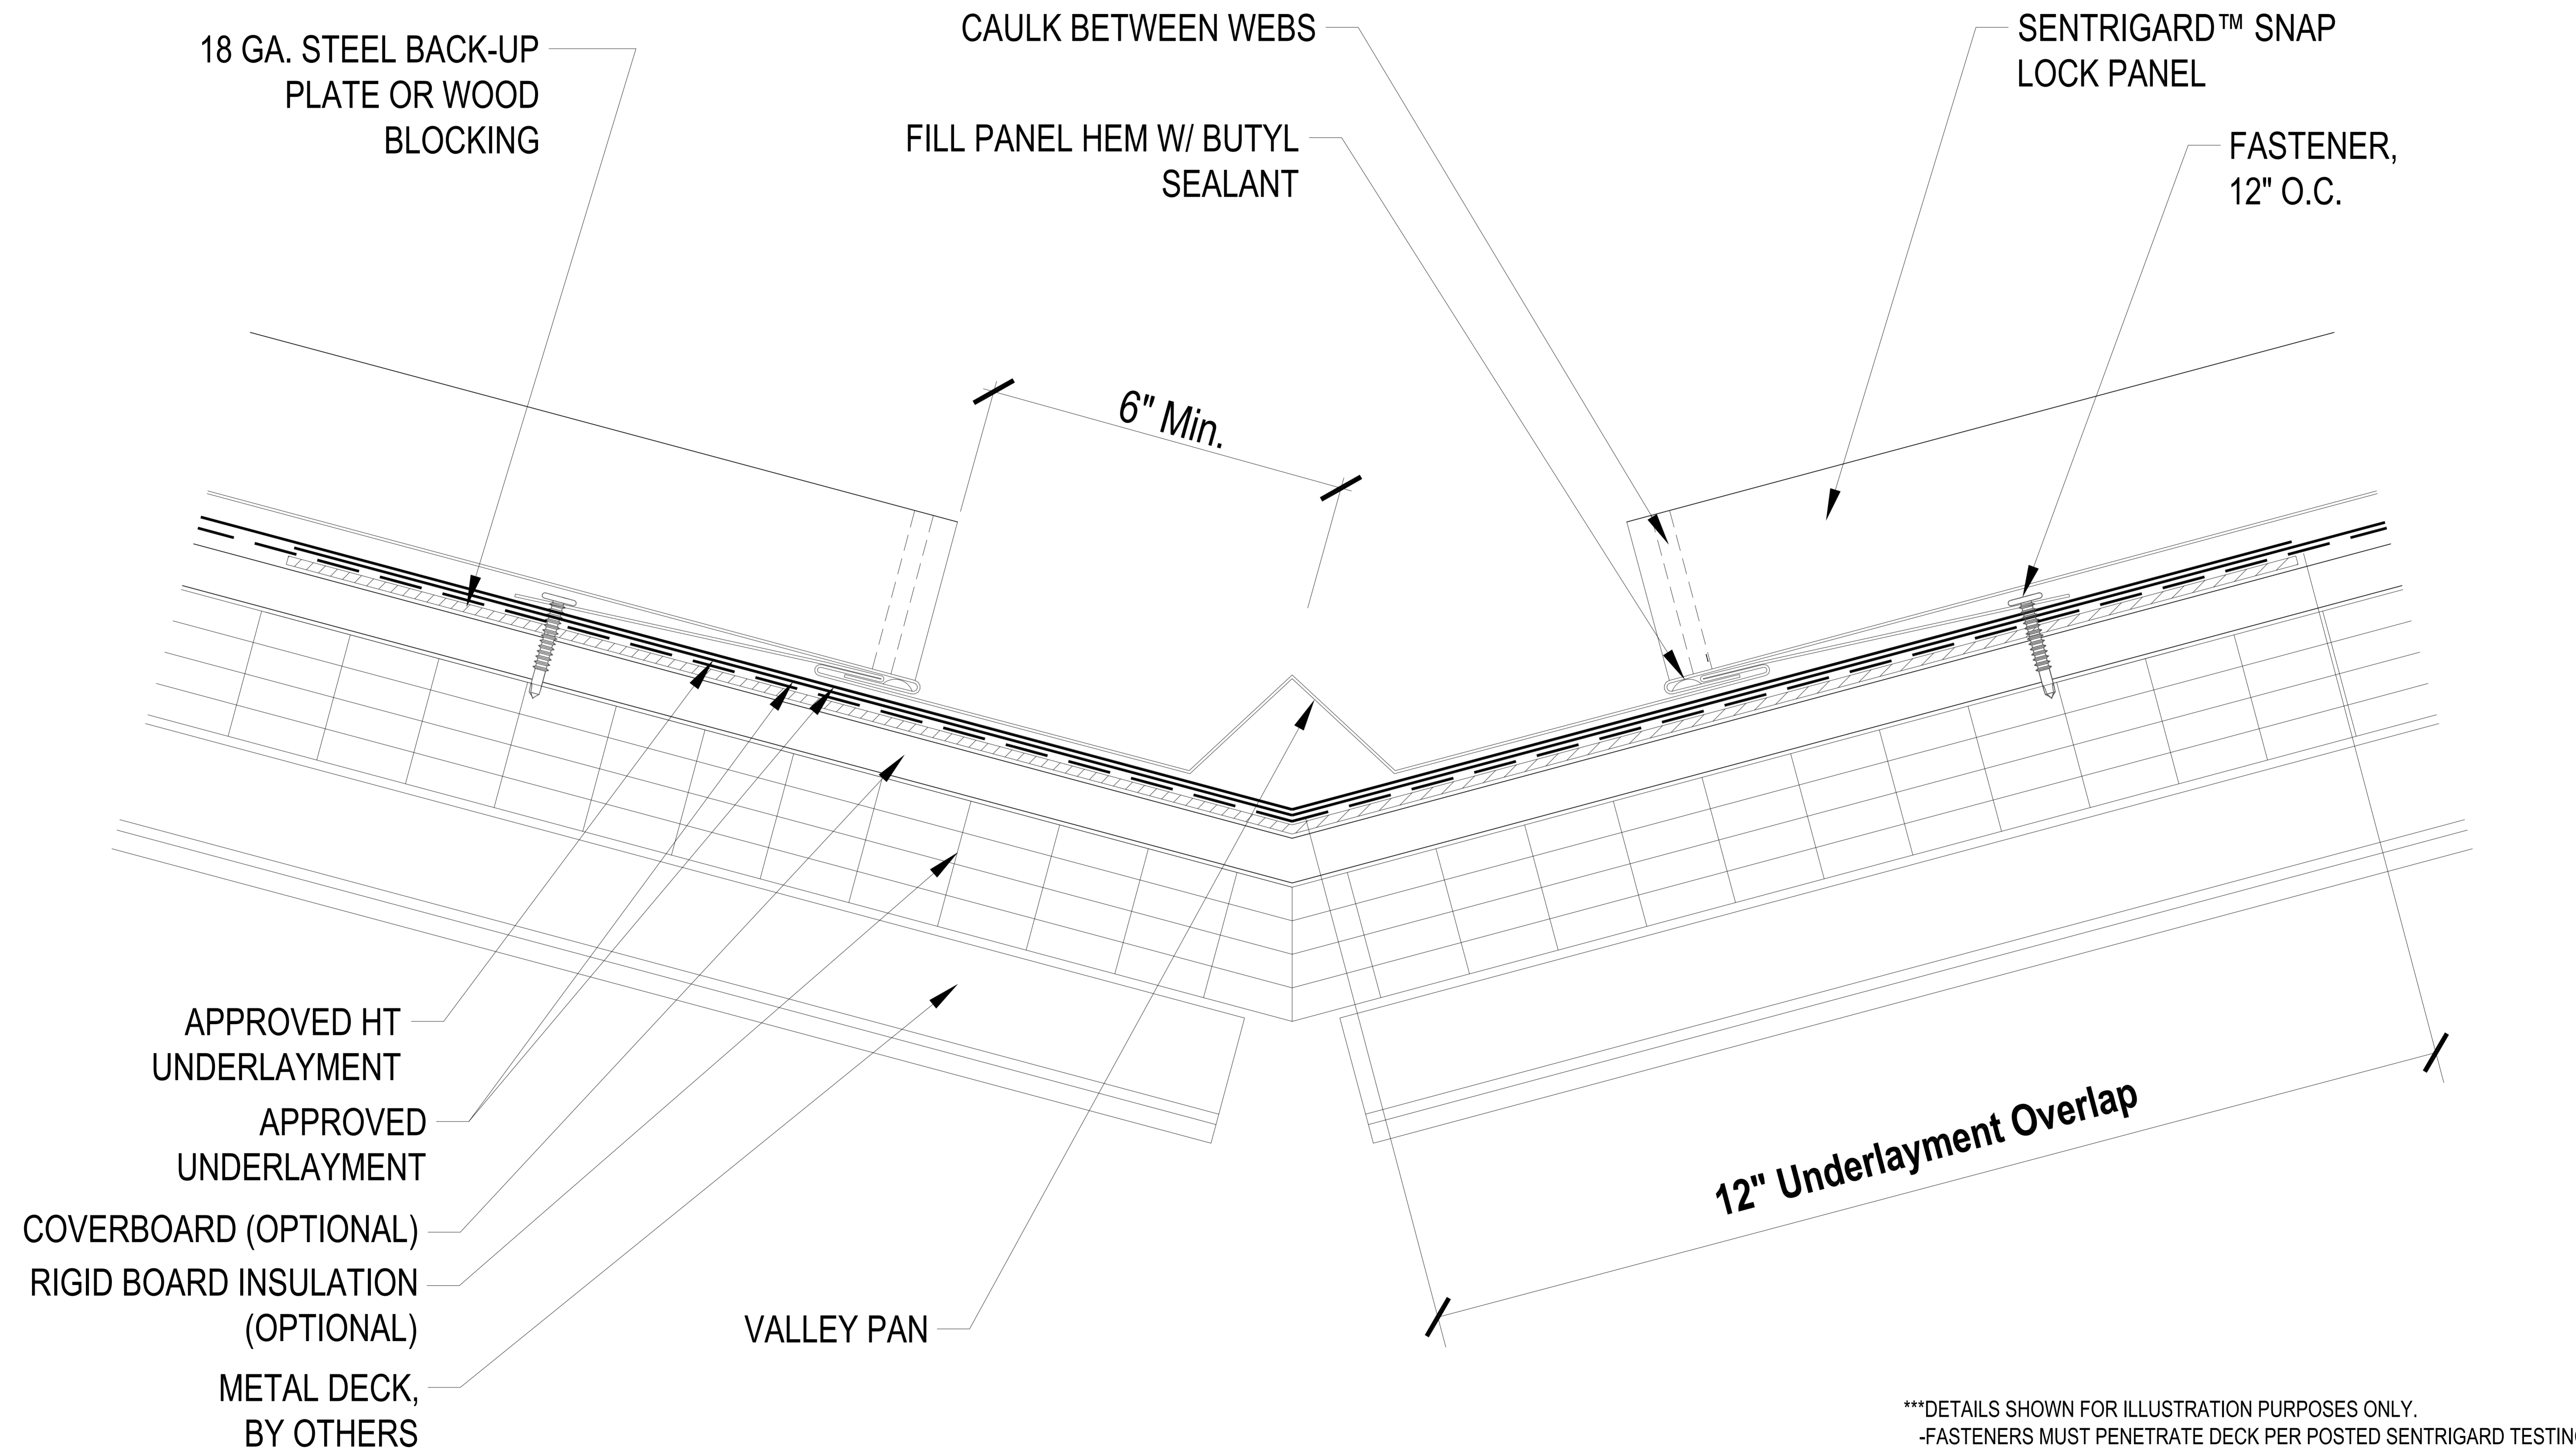 18 GA. STEEL BACK-UP
PLATE OR WOOD
BLOCKING
CAULK BETWEEN WEBS
FILL PANEL HEM W/ BUTYL
SEALANT
SENTRIGARD™ SNAP
LOCK PANEL
FASTENER,
12" O.C.
6" Min.
APPROVED HT
UNDERLAYMENT
APPROVED
UNDERLAYMENT
COVERBOARD (OPTIONAL)
RIGID BOARD INSULATION
(OPTIONAL)
METAL DECK,
BY OTHERS
VALLEY PAN
12" Underlayment Overlap
***DETAILS SHOWN FOR ILLUSTRATION PURPOSES ONLY.
-FASTENERS MUST PENETRATE DECK PER POSTED SENTRIGARD